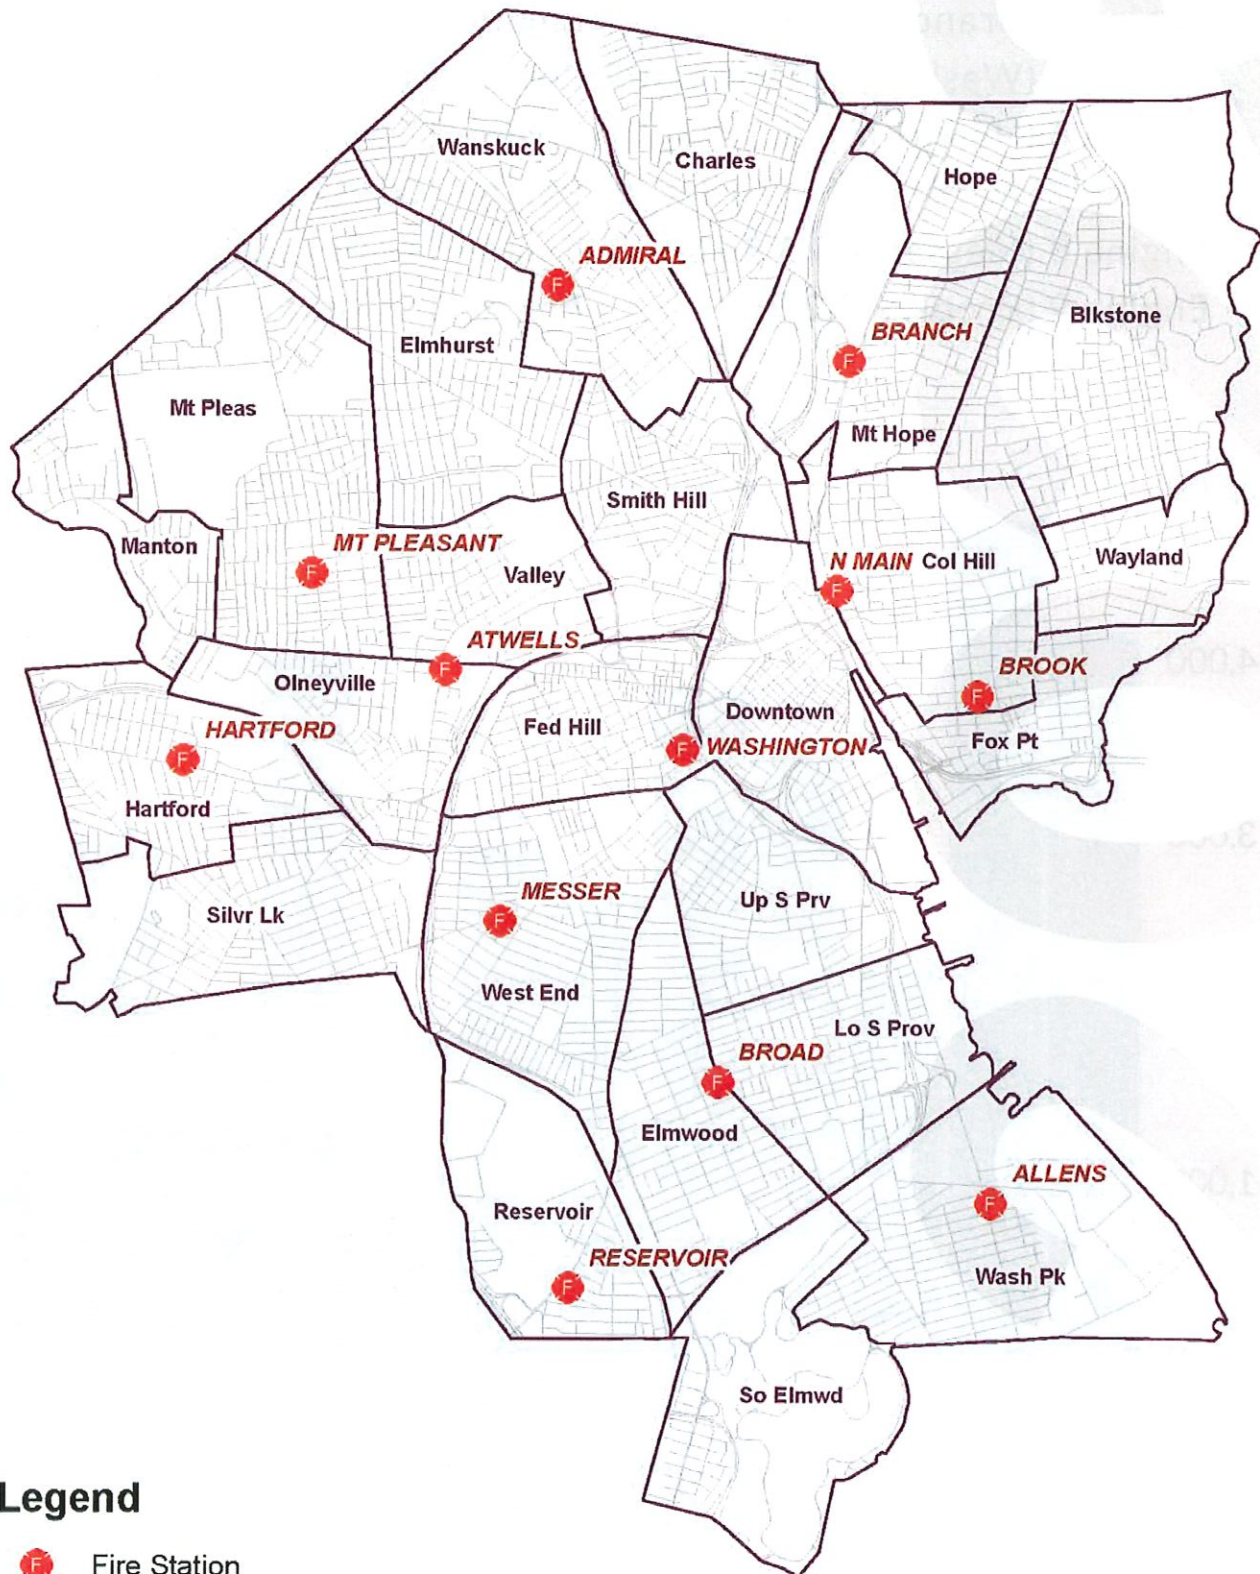 Wanskuck
Charles
Hope
ADMIRAL
Blkstone
BRANCH
Elmhurst
Mt Pleas
Mt Hope
Smith Hill
MT PLEASANT
Manton
Wayland
N MAIN
Col Hill
Valley
ATWELLS
BROOK
Olneyville
Downtown
Fed Hill
HARTFORD
WASHINGTON
Fox Pt
Hartford
MESSER
Up S Prv
Silvr Lk
West End
Lo S Prov
BROAD
Elmwood
ALLENS
Reservoir
RESERVOIR
Wash Pk
So Elmwd
Legend
F Fire Station
F
F
F
F
F
F
F
F
F
F
F
F
F
4,000